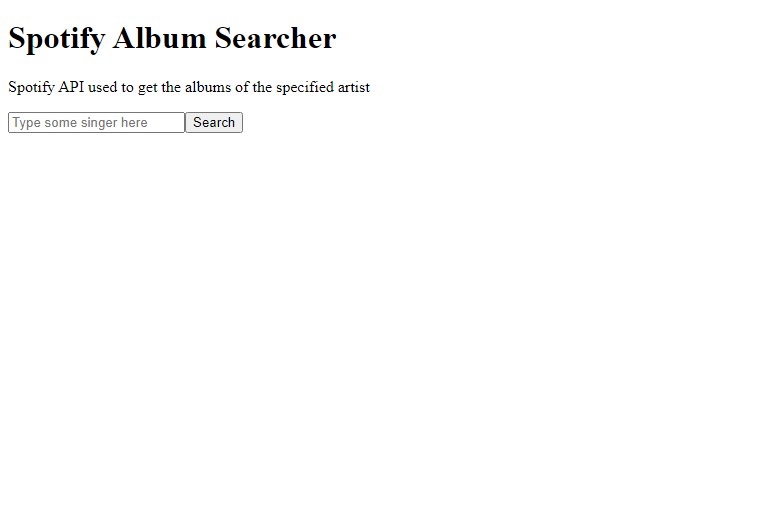 Spotify Album Searcher
Spotify API used to get the albums of the specified artist
Type some singer here Search